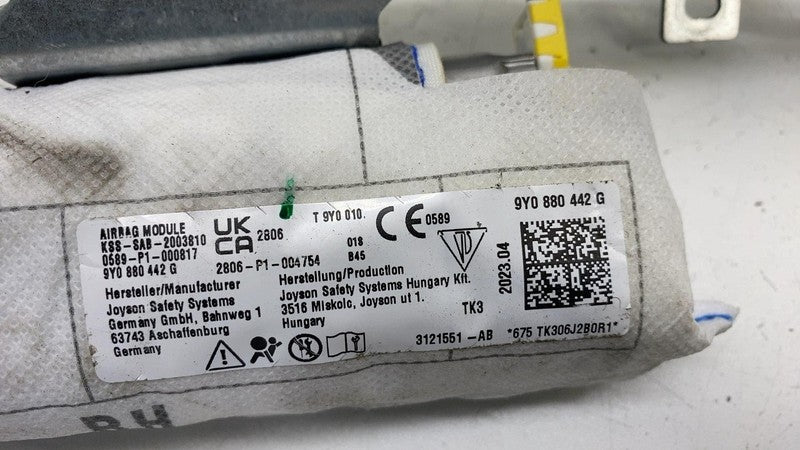 AIRBAG MODULE
KSS-SAB-2003810
0589-P1-000817
9Y0 880 442 G
UK
CA
2806
2806-P1-004754
T 9Y0 010.
018
B45
CE 0589
9Y0 880 442 G
2023.04
Hersteller/Manufacturer
Joyson Safety Systems
Germany GmbH, Bahnweg 1
63743 Aschaffenburg
Germany
Herstellung/Production
Joyson Safety Systems Hungary Kft.
3516 Miskolc, Joyson ut 1.
Hungary
TK3
3121551-AB
*675 TK306J2B0R1*
RH